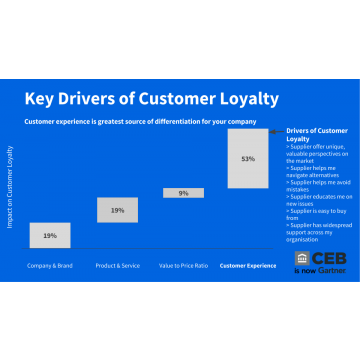 Key Drivers of Customer Loyalty
Customer experience is greatest source of differentiation for your company
Impact on Customer Loyalty
19%
19%
9%
53%
Company & Brand
Product & Service
Value to Price Ratio
Customer Experience
Drivers of Customer
Loyalty
> Supplier offer unique,
valuable perspectives on
the market
> Supplier helps me
navigate alternatives
> Supplier helps me avoid
mistakes
> Supplier educates me on
new issues
> Supplier is easy to buy
from
> Supplier has widespread
support across my
organisation
CEB
is now Gartner.